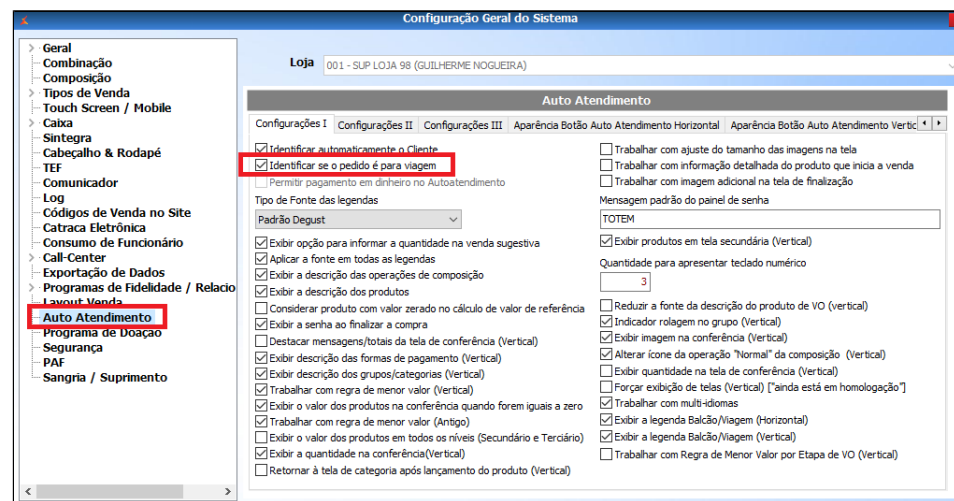 Configuração Geral do Sistema
Geral
Combinação
Composição
Tipos de Venda
Touch Screen / Mobile
Caixa
Sintegra
Cabeçalho & Rodapé
TEF
Comunicador
Log
Códigos de Venda no Site
Catraca Eletrônica
Consumo de Funcionário
Call-Center
Exportação de Dados
Programas de Fidelidade / Relacio
Layout Venda
Auto Atendimento
Programa de Doação
Segurança
PAF
Sangria / Suprimento
Loja 001 - SUP LOJA 98 (GUILHERME NOGUEIRA)
Auto Atendimento
Configurações I Configurações II Configurações III Aparência Botão Auto Atendimento Horizontal Aparência Botão Auto Atendimento Vertic
Identificar automaticamente o Cliente
Identificar se o pedido é para viagem
Permitir pagamento em dinheiro no Autoatendimento
Tipo de Fonte das legendas
Padrão Degust
Exibir opção para informar a quantidade na venda sugestiva
Aplicar a fonte em todas as legendas
Exibir a descrição das operações de composição
Exibir a descrição dos produtos
Considerar produto com valor zerado no cálculo de valor de referência
Exibir a senha ao finalizar a compra
Destacar mensagens/totais da tela de conferência (Vertical)
Exibir descrição das formas de pagamento (Vertical)
Exibir descrição dos grupos/categorias (Vertical)
Trabalhar com regra de menor valor (Vertical)
Exibir o valor dos produtos na conferência quando forem iguais a zero
Trabalhar com regra de menor valor (Antigo)
Exibir o valor dos produtos em todos os níveis (Secundário e Terciário)
Exibir a quantidade na conferência(Vertical)
Retornar à tela de categoria após lançamento do produto (Vertical)
Trabalhar com ajuste do tamanho das imagens na tela
Trabalhar com informação detalhada do produto que inicia a venda
Trabalhar com imagem adicional na tela de finalização
Mensagem padrão do painel de senha
TOTEM
Exibir produtos em tela secundária (Vertical)
Quantidade para apresentar teclado numérico
3
Reduzir a fonte da descrição do produto de VO (vertical)
Indicador rolagem no grupo (Vertical)
Exibir imagem na conferência (Vertical)
Alterar ícone da operação "Normal" da composição (Vertical)
Exibir quantidade na tela de conferência (Vertical)
Forçar exibição de telas (Vertical) ["ainda está em homologação"]
Trabalhar com multi-idiomas
Exibir a legenda Balcão/Viagem (Horizontal)
Exibir a legenda Balcão/Viagem (Vertical)
Trabalhar com Regra de Menor Valor por Etapa de VO (Vertical)